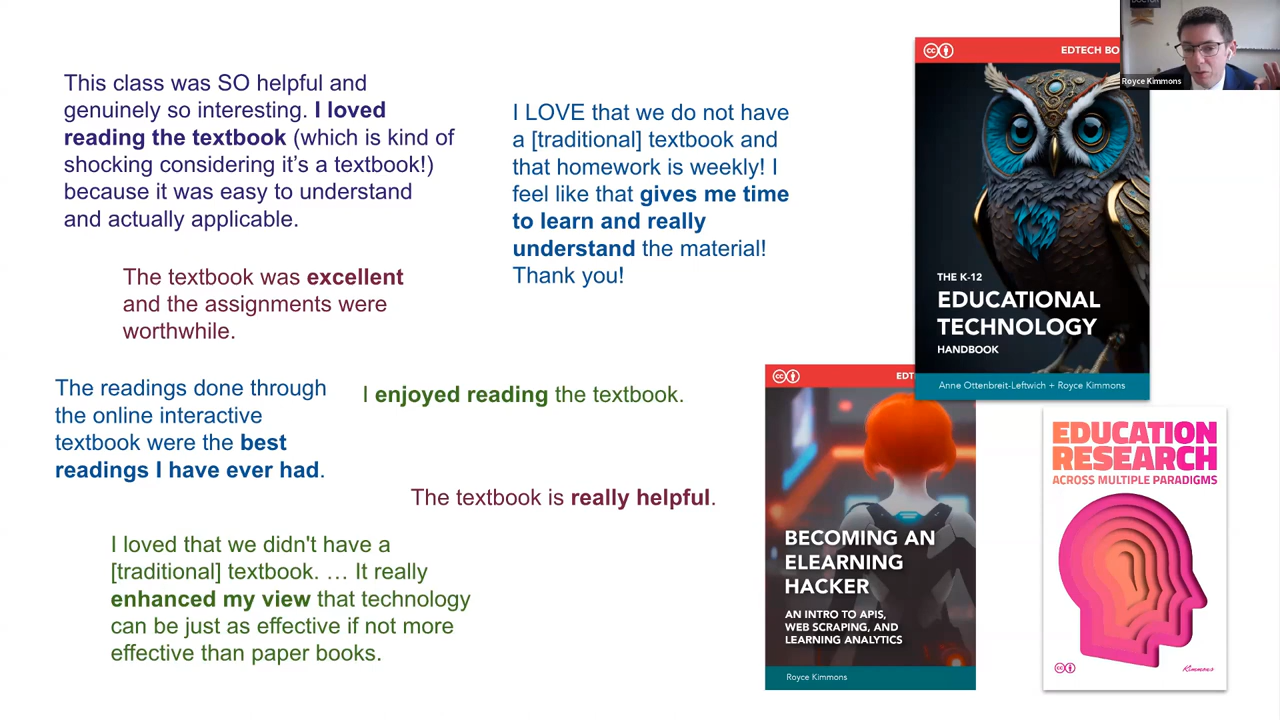 This class was SO helpful and
genuinely so interesting. I loved
reading the textbook (which is kind of
shocking considering it's a textbook!)
because it was easy to understand
and actually applicable.
The textbook was excellent
and the assignments were
worthwhile.
The readings done through
the online interactive
textbook were the best
readings I have ever had.
I enjoyed reading the textbook.
The textbook is really helpful.
I loved that we didn't have a
[traditional] textbook. … It really
enhanced my view that technology
can be just as effective if not more
effective than paper books.
I LOVE that we do not have
a [traditional] textbook and
that homework is weekly! I
feel like that gives me time
to learn and really
understand the material!
Thank you!
EDTECH BO
THE K-12
EDUCATIONAL
TECHNOLOGY
HANDBOOK
Anne Ottenbreit-Leftwich + Royce Kimmons
EDT
BECOMING AN
ELEARNING
HACKER
AN INTRO TO APIS,
WEB SCRAPING, AND
LEARNING ANALYTICS
Royce Kimmons
EDUCATION
RESEARCH
ACROSS MULTIPLE PARADIGMS
Kimmons
Royce Kimmons